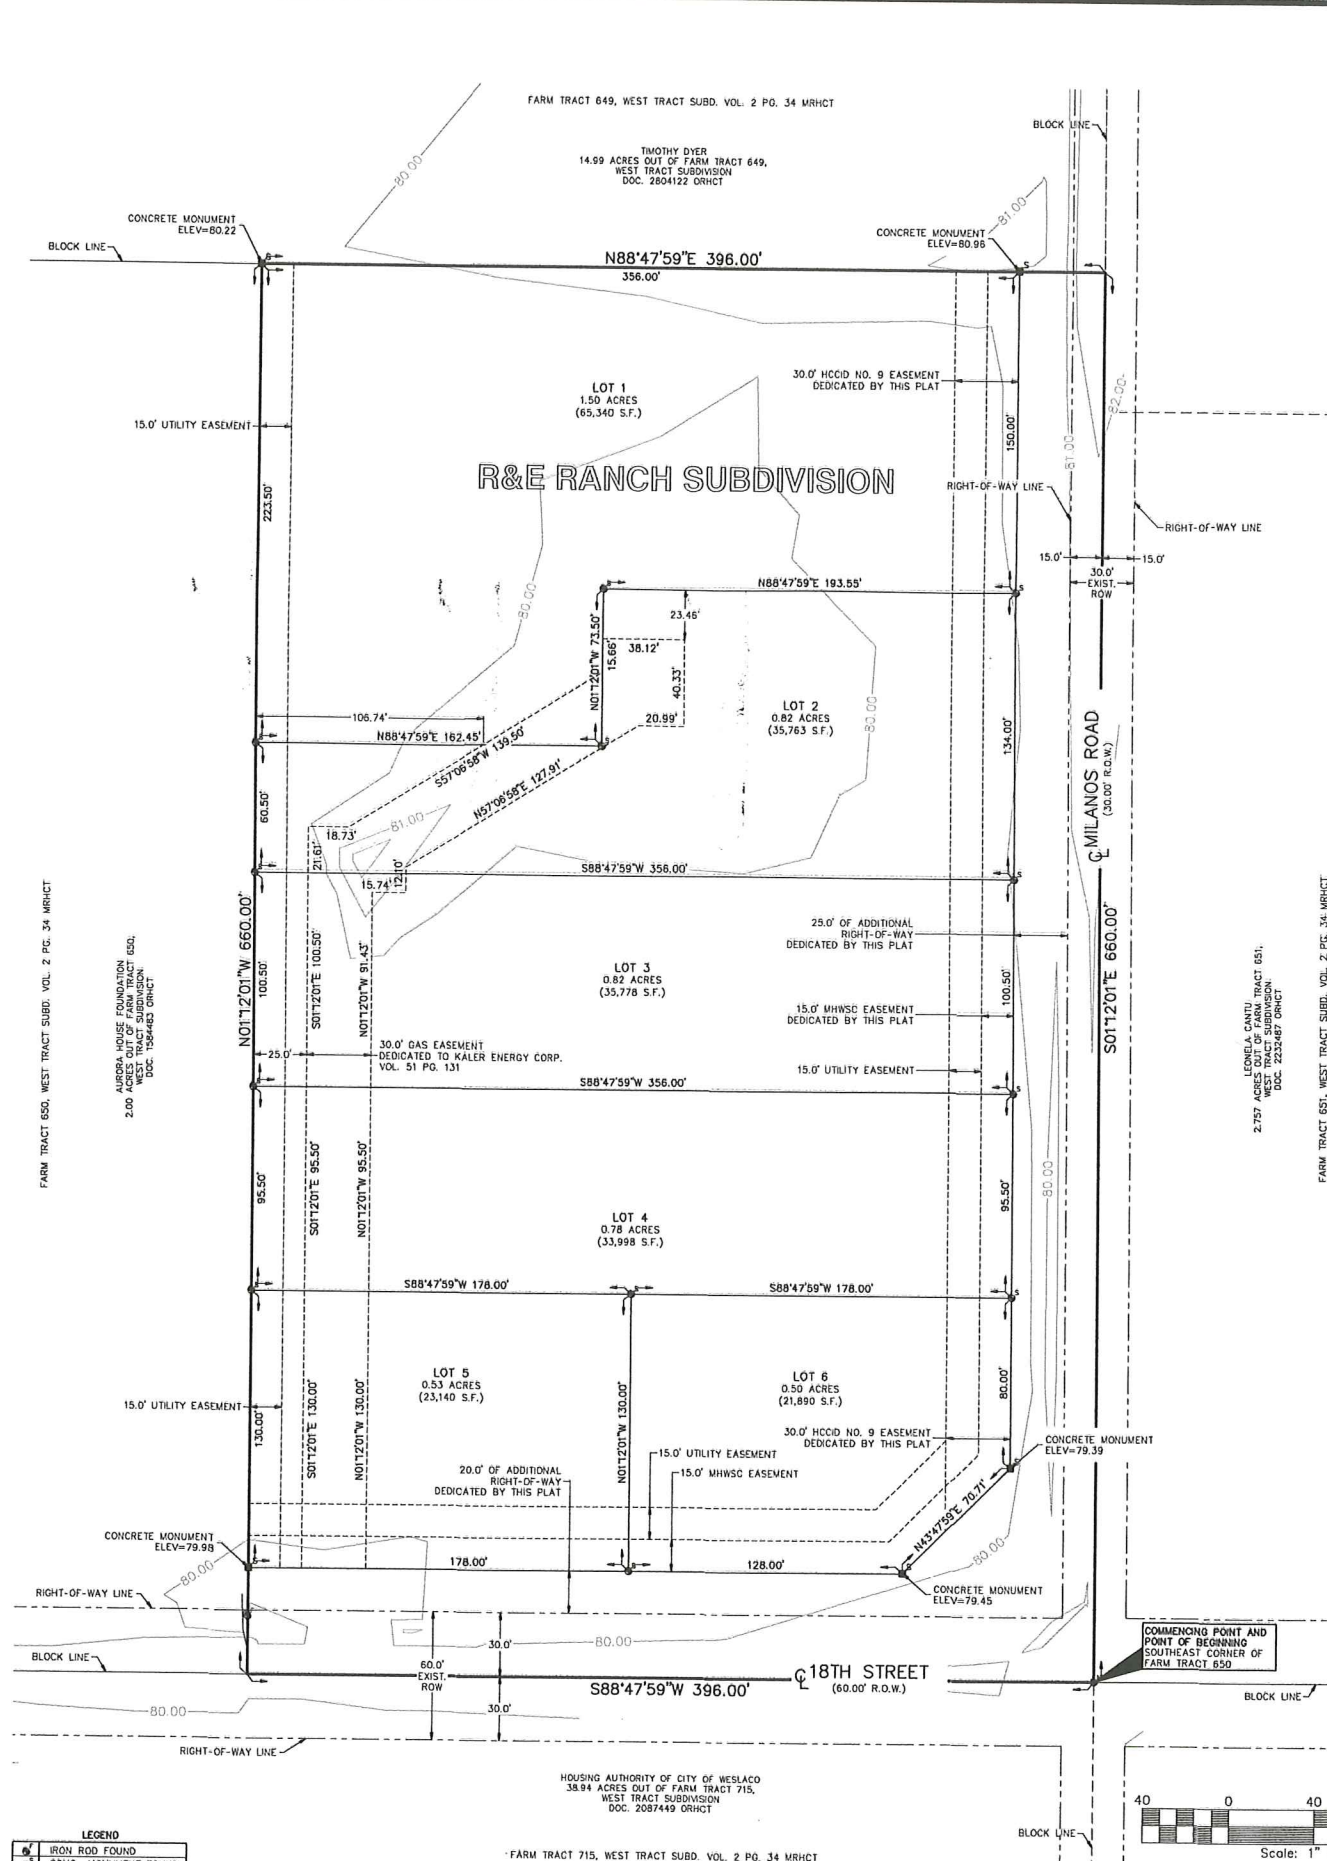 FARM TRACT 649, WEST TRACT SUBD. VOL. 2 PG. 34 MRHCT
BLOCK LINE
TIMOTHY DYER
14.99 ACRES OUT OF FARM TRACT 649,
WEST TRACT SUBDIVISION
DOC. 2604122 ORHCT
80.00
81.00
CONCRETE MONUMENT
ELEV=80.22
BLOCK LINE
CONCRETE MONUMENT
ELEV=80.96
N88°47'59"E 396.00'
356.00'
LOT 1
1.50 ACRES
(65,340 S.F.)
30.0' HCCID NO. 9 EASEMENT
DEDICATED BY THIS PLAT
82.00
15.0' UTILITY EASEMENT
150.00'
81.00
223.50'
R&E RANCH SUBDIVISION
RIGHT-OF-WAY LINE
RIGHT-OF-WAY LINE
15.0'
15.0'
30.0'
EXIST.
ROW
80.00
N88°47'59"E 193.55'
23.46'
N01°12'01"W 73.50'
15.66'
38.12'
40.33'
20.99'
LOT 2
0.82 ACRES
(35,763 S.F.)
80.00
134.00'
106.74'
N88°47'59"E 162.45'
S57°06'58"W 139.50'
N57°06'58"E 127.91'
MILANOS ROAD
(30.00' R.O.W.)
60.50'
81.00
18.73'
21.61'
12.10'
15.74'
S88°47'59"W 356.00'
FARM TRACT 650, WEST TRACT SUBD. VOL. 2 PG. 34 MRHCT
AURORA HOUSE FOUNDATION
2.00 ACRES OUT OF FARM TRACT 650,
WEST TRACT SUBDIVISION
DOC. 1584483 ORHCT
N01°12'01"W 660.00'
100.50'
S01°12'01"E 100.50'
N01°12'01"W 91.43'
25.0'
30.0' GAS EASEMENT
DEDICATED TO KALER ENERGY CORP.
VOL. 51 PG. 131
LOT 3
0.82 ACRES
(35,778 S.F.)
25.0' OF ADDITIONAL
RIGHT-OF-WAY
DEDICATED BY THIS PLAT
15.0' MHWSC EASEMENT
DEDICATED BY THIS PLAT
15.0' UTILITY EASEMENT
100.50'
S01°12'01"E 660.00'
LEONELA CANTU
2.757 ACRES OUT OF FARM TRACT 651,
WEST TRACT SUBDIVISION
DOC. 2232487 ORHCT
FARM TRACT 651, WEST TRACT SUBD. VOL. 2 PG. 34 MRHCT
S88°47'59"W 356.00'
95.50'
S01°12'01"E 95.50'
N01°12'01"W 95.50'
LOT 4
0.78 ACRES
(33,998 S.F.)
95.50'
80.00
S88°47'59"W 178.00'
S88°47'59"W 178.00'
LOT 5
0.53 ACRES
(23,140 S.F.)
LOT 6
0.50 ACRES
(21,890 S.F.)
80.00'
15.0' UTILITY EASEMENT
130.00'
S01°12'01"E 130.00'
N01°12'01"W 130.00'
N01°12'01"W 130.00'
30.0' HCCID NO. 9 EASEMENT
DEDICATED BY THIS PLAT
CONCRETE MONUMENT
ELEV=79.39
15.0' UTILITY EASEMENT
15.0' MHWSC EASEMENT
20.0' OF ADDITIONAL
RIGHT-OF-WAY
DEDICATED BY THIS PLAT
N43°47'59"E 70.71'
CONCRETE MONUMENT
ELEV=79.98
80.00
178.00'
128.00'
80.00
CONCRETE MONUMENT
ELEV=79.45
RIGHT-OF-WAY LINE
BLOCK LINE
30.0'
80.00
60.0'
EXIST.
ROW
18TH STREET
(60.00' R.O.W.)
S88°47'59"W 396.00'
COMMENCING POINT AND
POINT OF BEGINNING
SOUTHEAST CORNER OF
FARM TRACT 650
BLOCK LINE
80.00
30.0'
RIGHT-OF-WAY LINE
HOUSING AUTHORITY OF CITY OF WESLACO
38.94 ACRES OUT OF FARM TRACT 715,
WEST TRACT SUBDIVISION
DOC. 2087449 ORHCT
40 0 40
BLOCK LINE
Scale: 1"
LEGEND
IRON ROD FOUND
FARM TRACT 715, WEST TRACT SUBD. VOL. 2 PG. 34 MRHCT